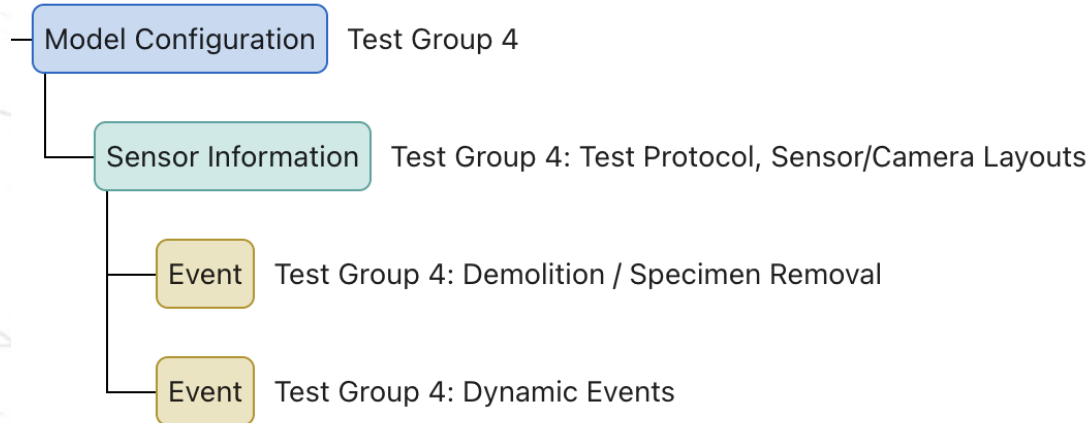 Model Configuration Test Group 4
Sensor Information Test Group 4: Test Protocol, Sensor/Camera Layouts
Event Test Group 4: Demolition / Specimen Removal
Event Test Group 4: Dynamic Events